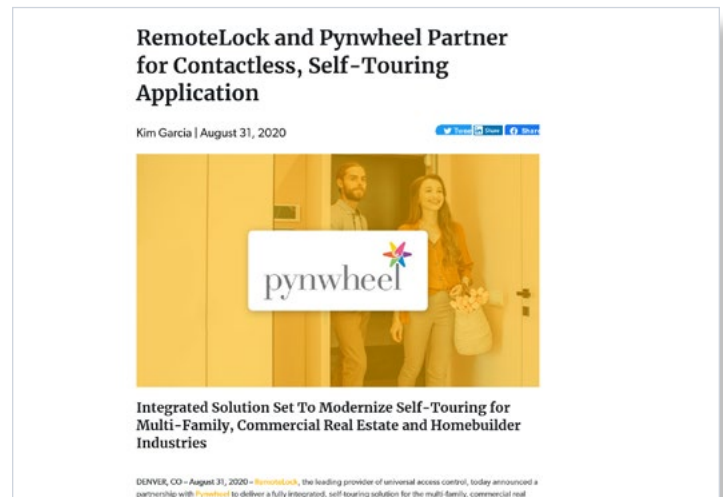 RemoteLock and Pynwheel Partner
for Contactless, Self-Touring
Application
Kim Garcia | August 31, 2020
Tweet Share Share
pynwheel
Integrated Solution Set To Modernize Self-Touring for
Multi-Family, Commercial Real Estate and Homebuilder
Industries
DENVER, CO – August 31, 2020 – RemoteLock, the leading provider of universal access control, today announced a
partnership with Pynwheel to deliver a fully integrated, self-touring solution for the multi-family, commercial real